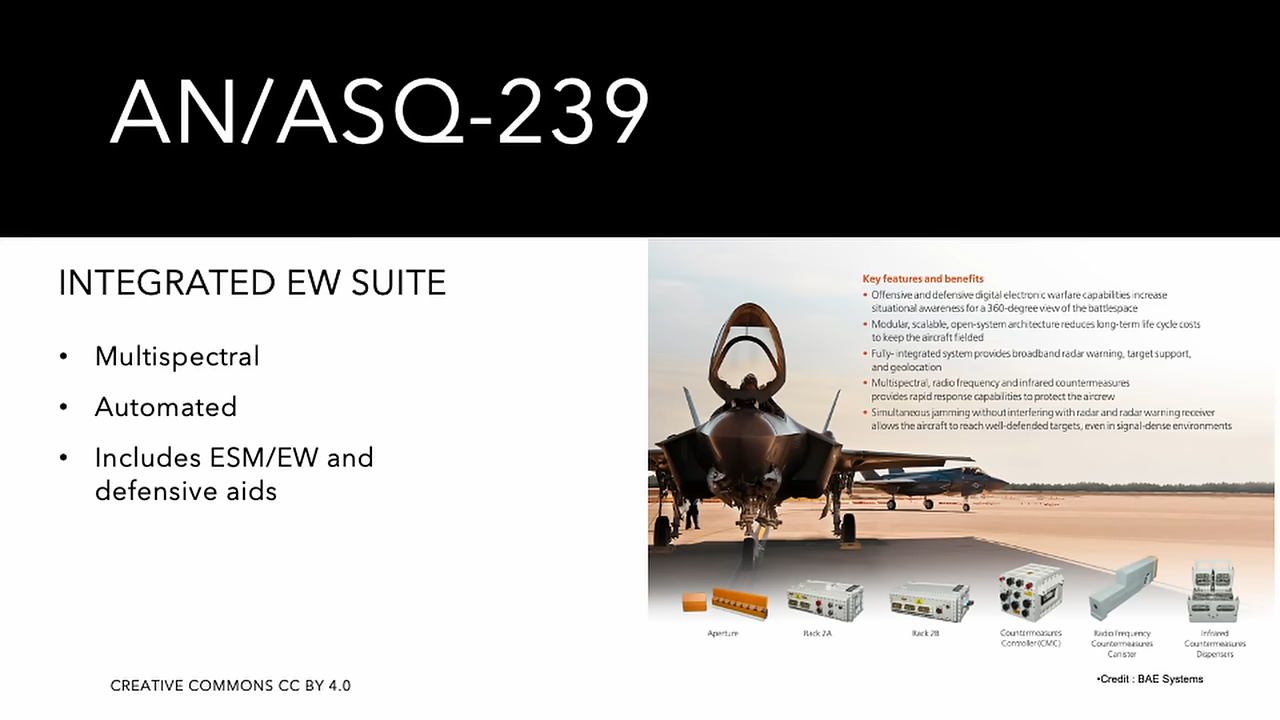 AN/ASQ-239
INTEGRATED EW SUITE
• Multispectral
• Automated
• Includes ESM/EW and
defensive aids
CREATIVE COMMONS CC BY 4.0
Key features and benefits
• Offensive and defensive digital electronic warfare capabilities increase
situational awareness for a 360-degree view of the battlespace
• Modular, scalable, open-system architecture reduces long-term life cycle costs
to keep the aircraft fielded
• Fully- integrated system provides broadband radar warning, target support,
and geolocation
• Multispectral, radio frequency and infrared countermeasures
provides rapid response capabilities to protect the aircrew
• Simultaneous jamming without interfering with radar and radar warning receiver
allows the aircraft to reach well-defended targets, even in signal-dense environments
Aperture
Rack 2A
Rack 2B
Countermeasures
Controller (CMC)
Radio Frequency
Countermeasures
Canister
Infrared
Countermeasures
Dispensers
•Credit : BAE Systems